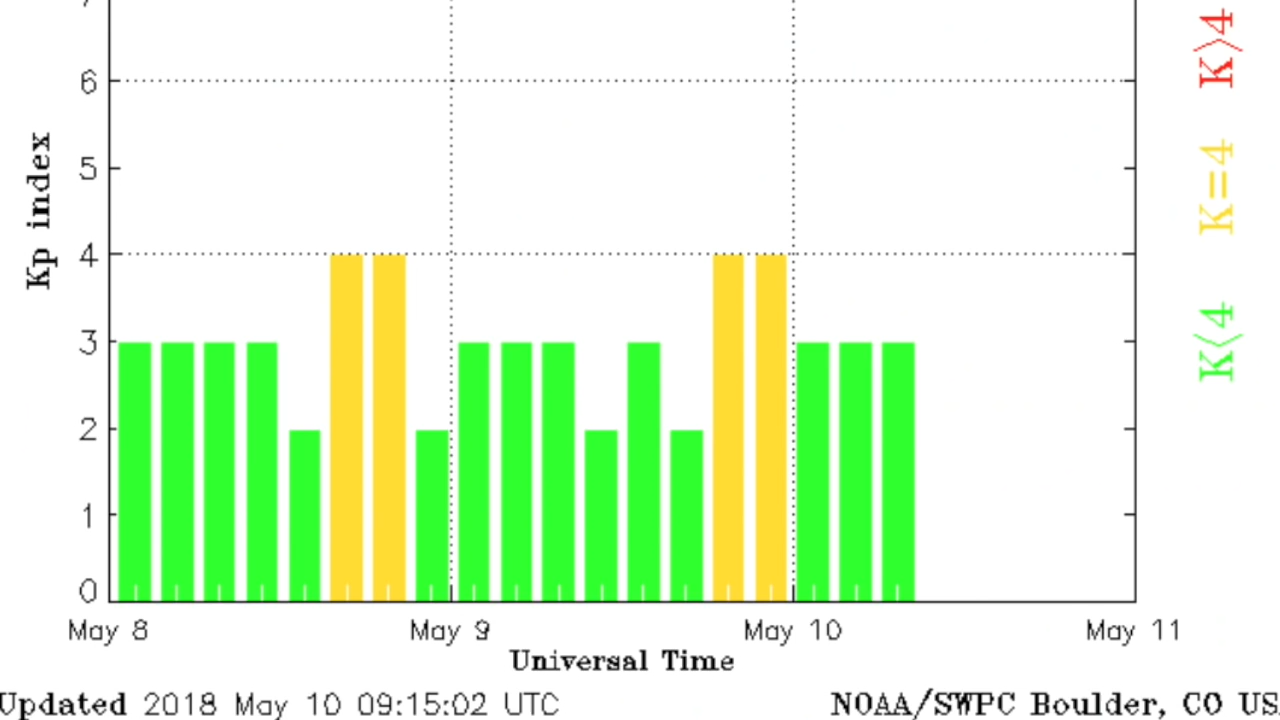 7
6
5
4
3
2
1
0
Kp index
K>4
K=4
K<4
May 8 May 9 May 10 May 11
Universal Time
Updated 2018 May 10 09:15:02 UTC
NOAA/SWPC Boulder, CO US